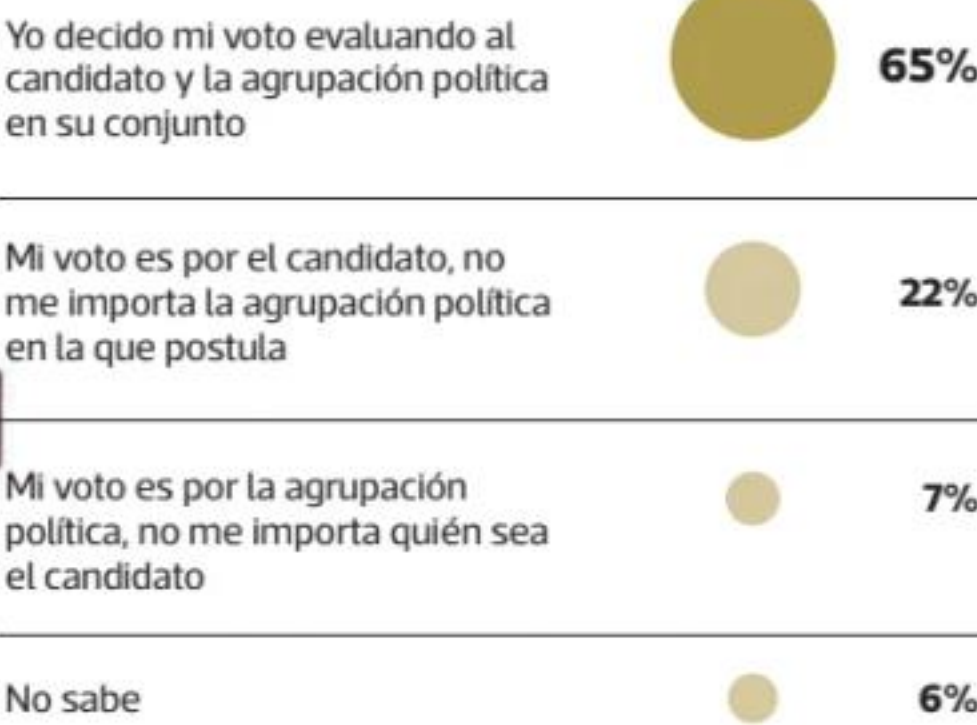 Yo decido mi voto evaluando al
candidato y la agrupación política
en su conjunto
65%
Mi voto es por el candidato, no
me importa la agrupación política
en la que postula
22%
Mi voto es por la agrupación
política, no me importa quién sea
el candidato
7%
No sabe
6%